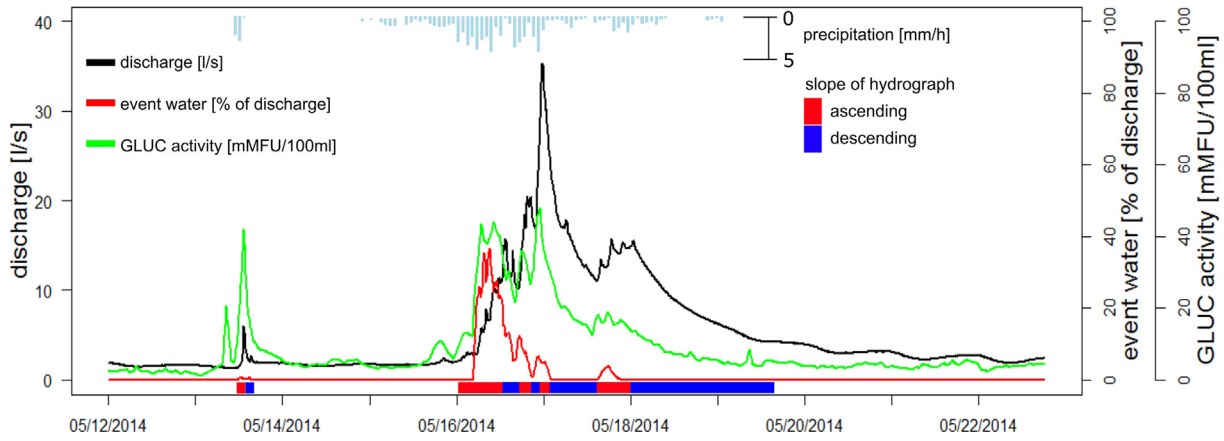 40
30
20
10
0
discharge [l/s]
discharge [l/s]
event water [% of discharge]
GLUC activity [mMFU/100ml]
0
5
precipitation [mm/h]
slope of hydrograph
ascending
descending
100
80
60
40
20
0
event water [% of discharge]
100
80
60
40
20
0
GLUC activity [mMFU/100ml]
05/12/2014 05/14/2014 05/16/2014 05/18/2014 05/20/2014 05/22/2014